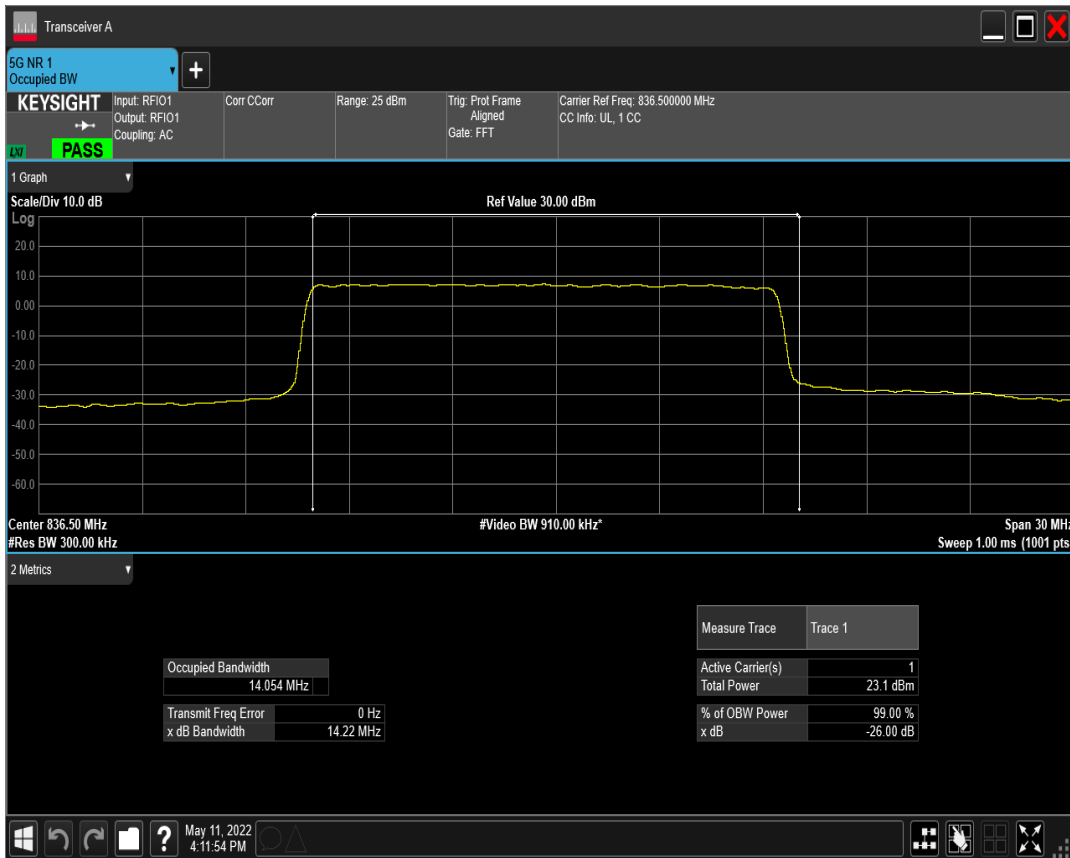 Transceiver A
5G NR 1
Occupied BW
+
KEYSIGHT
LXI
PASS
Input: RFIO1
Output: RFIO1
Coupling: AC
Corr CCorr
Range: 25 dBm
Trig: Prot Frame
Aligned
Gate: FFT
Carrier Ref Freq: 836.500000 MHz
CC Info: UL, 1 CC
1 Graph
Scale/Div 10.0 dB
Ref Value 30.00 dBm
Log
20.0
10.0
0.00
-10.0
-20.0
-30.0
-40.0
-50.0
-60.0
Center 836.50 MHz
#Video BW 910.00 kHz*
Span 30 MHz
#Res BW 300.00 kHz
Sweep 1.00 ms (1001 pts
2 Metrics
Measure Trace Trace 1
Occupied Bandwidth
14.054 MHz
Active Carrier(s) 1
Total Power 23.1 dBm
Transmit Freq Error 0 Hz
x dB Bandwidth 14.22 MHz
% of OBW Power 99.00 %
x dB -26.00 dB
?
May 11, 2022
4:11:54 PM